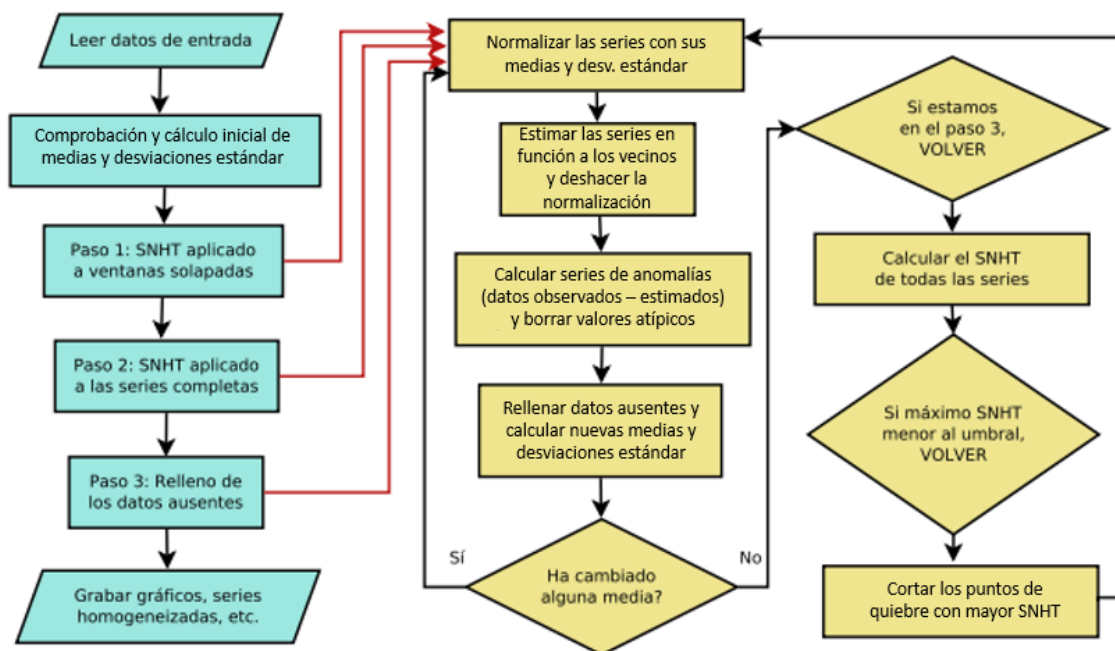 Leer datos de entrada
Comprobación y cálculo inicial de
medias y desviaciones estándar
Paso 1: SNHT aplicado
a ventanas solapadas
Paso 2: SNHT aplicado
a las series completas
Paso 3: Relleno de
los datos ausentes
Grabar gráficos, series
homogeneizadas, etc.
Normalizar las series con sus
medias y desv. estándar
Estimar las series en
función a los vecinos
y deshacer la
normalización
Calcular series de anomalías
(datos observados – estimados)
y borrar valores atípicos
Rellenar datos ausentes y
calcular nuevas medias y
desviaciones estándar
Sí
No
Ha cambiado
alguna media?
Si estamos
en el paso 3,
VOLVER
Calcular el SNHT
de todas las series
Si máximo SNHT
menor al umbral,
VOLVER
Cortar los puntos de
quiebre con mayor SNHT